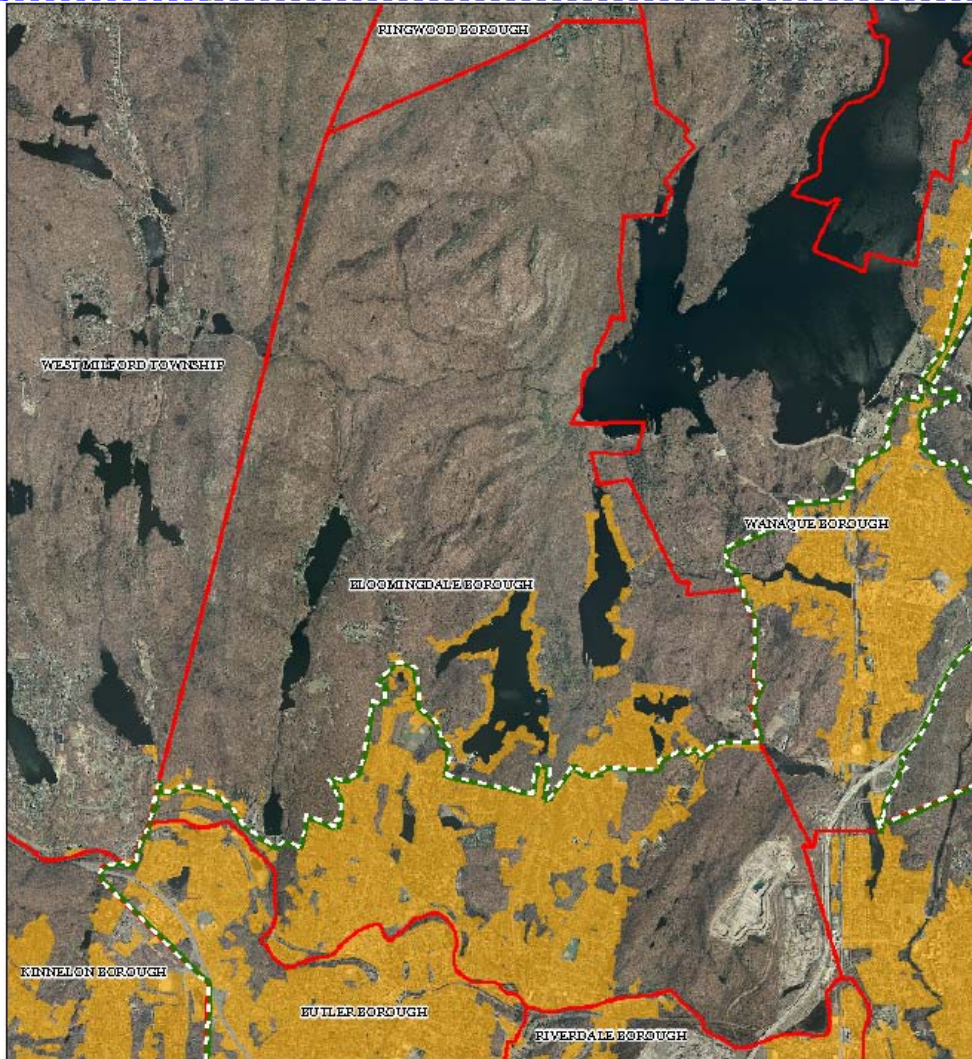 RINGWOOD BOROUGH
WEST MILFORD TOWNSHIP
WANAQUE BOROUGH
BLOOMINGDALE BOROUGH
KINNELON BOROUGH
BUTLER BOROUGH
RIVERDALE BOROUGH